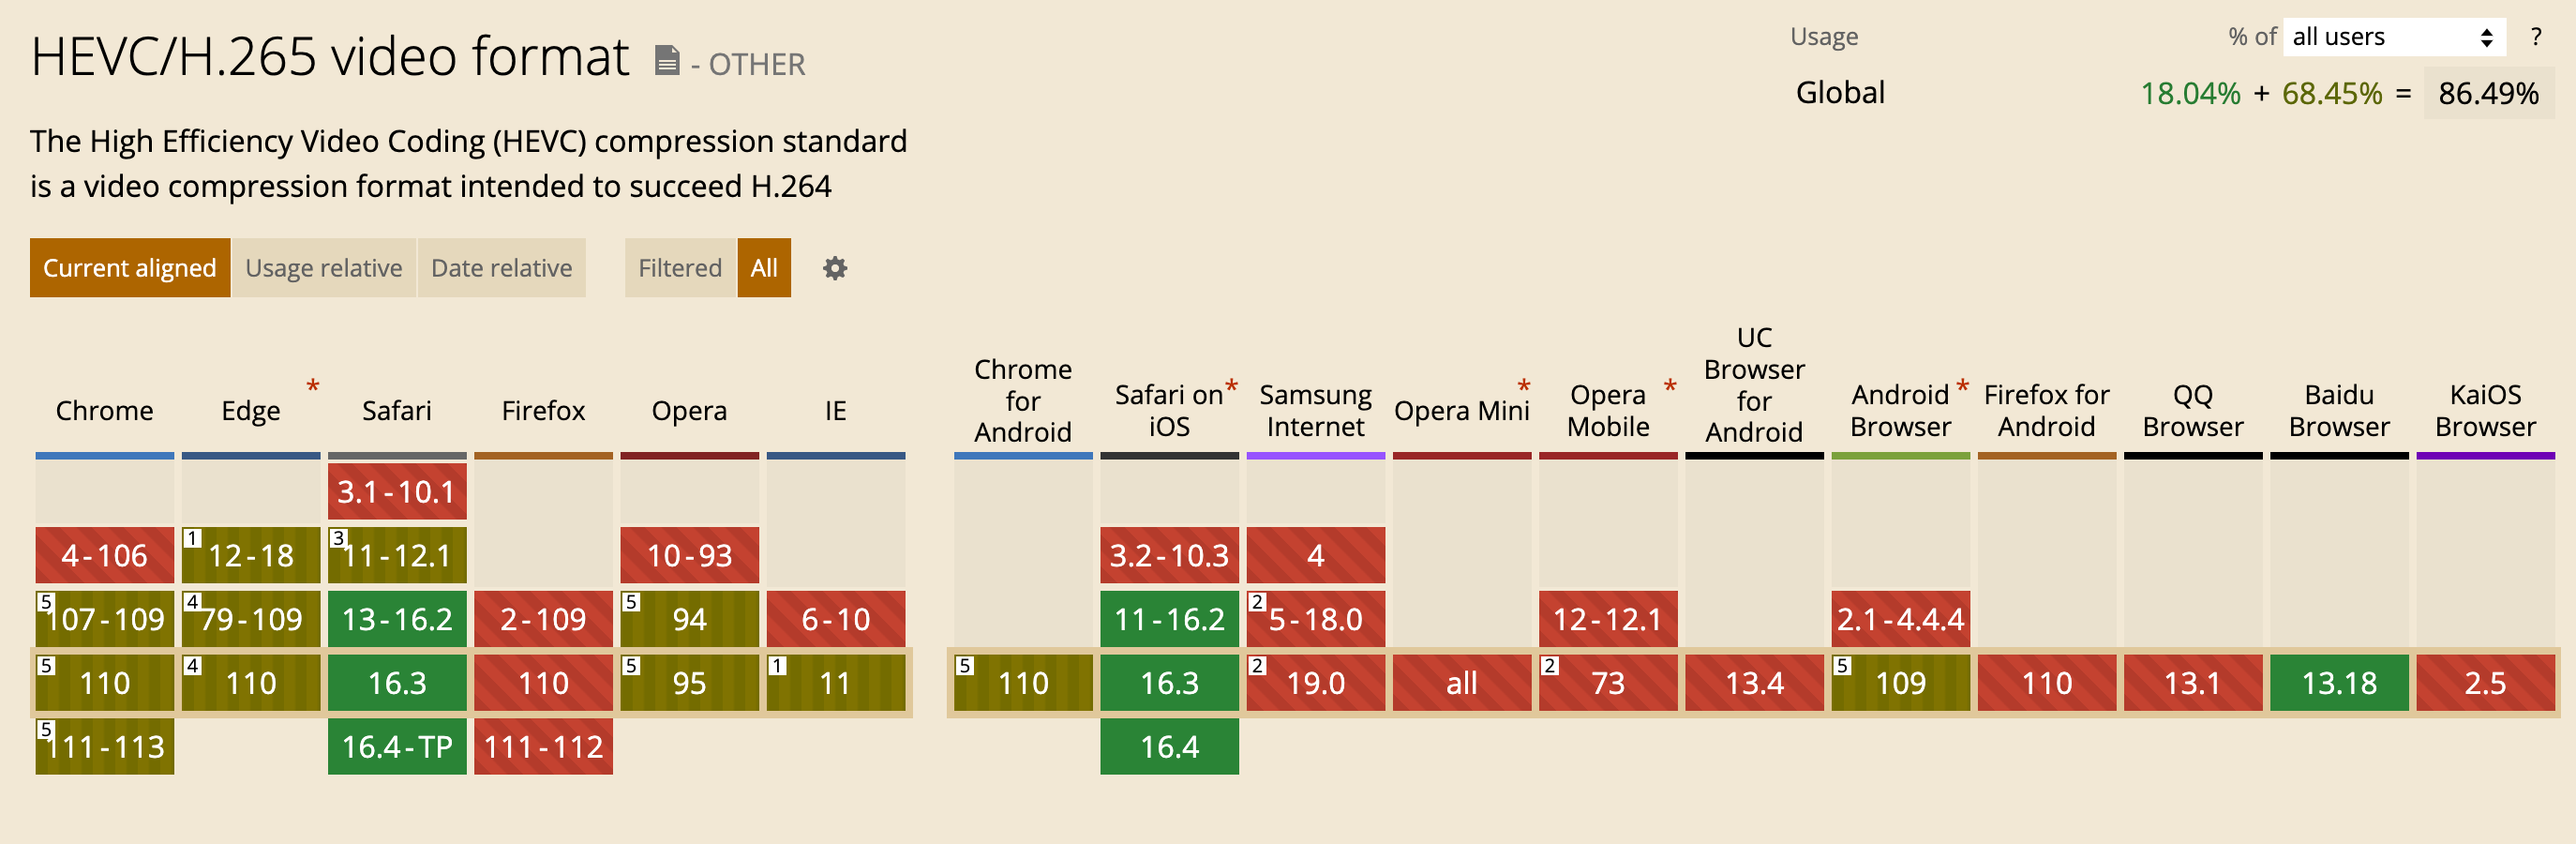 HEVC/H.265 video format - OTHER
Usage % of all users ?
Global 18.04% + 68.45% = 86.49%
The High Efficiency Video Coding (HEVC) compression standard
is a video compression format intended to succeed H.264
Current aligned Usage relative Date relative Filtered All
Chrome Edge * Safari Firefox Opera IE
Chrome for Android Safari on iOS * Samsung Internet Opera Mini * Opera Mobile * UC Browser for Android Android Browser * Firefox for Android QQ Browser Baidu Browser KaiOS Browser
3.1-10.1
4-106 1 12-18 3 11-12.1 10-93 3.2-10.3 4
5 107-109 4 79-109 13-16.2 2-109 5 94 6-10 11-16.2 2 5-18.0 12-12.1 2.1-4.4.4
5 110 4 110 16.3 110 5 95 1 11 5 110 16.3 2 19.0 all 2 73 13.4 5 109 110 13.1 13.18 2.5
5 111-113 16.4-TP 111-112 16.4